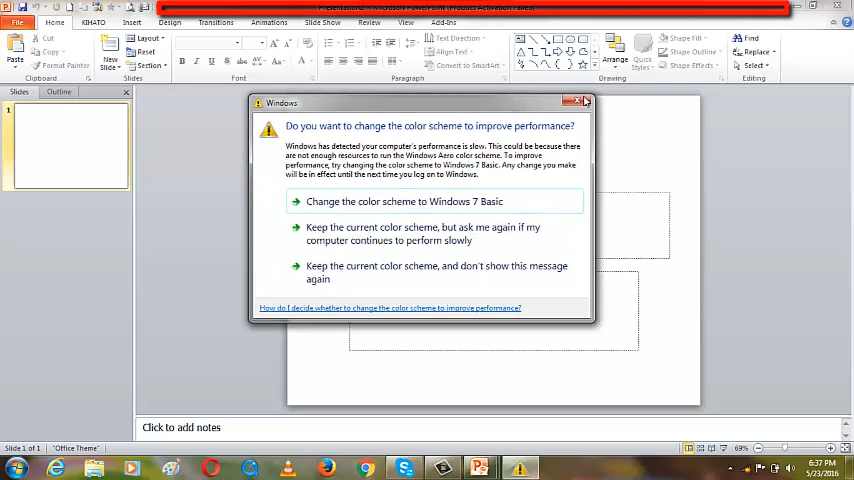 File Home KIHATO Insert Design Transitions Animations Slide Show Review View Add-Ins
Paste
Cut
Copy
Format Painter
Clipboard
New
Slide
Layout
Reset
Section
Slides
B I U S
Font
Paragraph
Text Direction
Align Text
Convert to SmartArt
Arrange
Quick
Styles
Shape Fill
Shape Outline
Shape Effects
Drawing
Find
Replace
Select
Editing
Slides Outline
1
Windows
Do you want to change the color scheme to improve performance?
Windows has detected your computer's performance is slow. This could be because there
are not enough resources to run the Windows Aero color scheme. To improve
performance, try changing the color scheme to Windows 7 Basic. Any change you make
will be in effect until the next time you log on to Windows.
Change the color scheme to Windows 7 Basic
Keep the current color scheme, but ask me again if my
computer continues to perform slowly
Keep the current color scheme, and don't show this message
again
How do I decide whether to change the color scheme to improve performance?
Click to add notes
Slide 1 of 1 "Office Theme" 69%
6:37 PM
5/23/2016